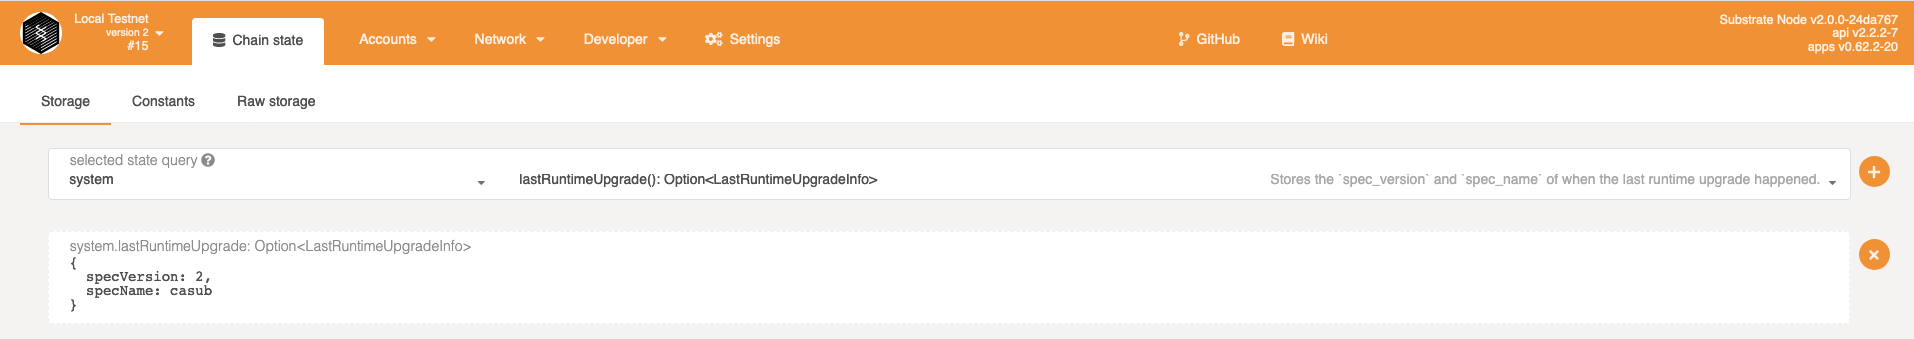 Local Testnet
version 2
#15
Chain state
Accounts
Network
Developer
Settings
GitHub
Wiki
Substrate Node v2.0.0-24da767
api v2.2.2-7
apps v0.62.2-20
Storage
Constants
Raw storage
selected state query
system
lastRuntimeUpgrade(): Option<LastRuntimeUpgradeInfo>
Stores the `spec_version` and `spec_name` of when the last runtime upgrade happened.
system.lastRuntimeUpgrade: Option<LastRuntimeUpgradeInfo>
{
specVersion: 2,
specName: casub
}